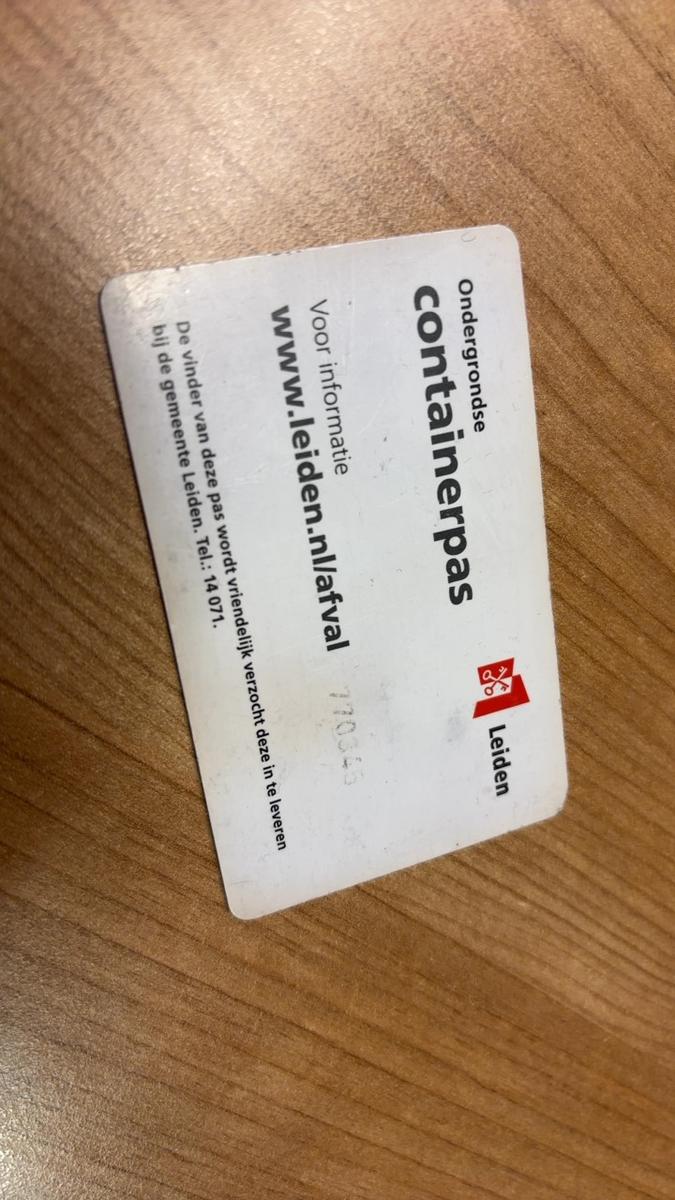 Ondergrondse
containerpas
Leiden
Voor informatie
www.leiden.nl/afval
De vinder van deze pas wordt vriendelijk verzocht deze in te leveren
bij de gemeente Leiden. Tel.: 14 071.